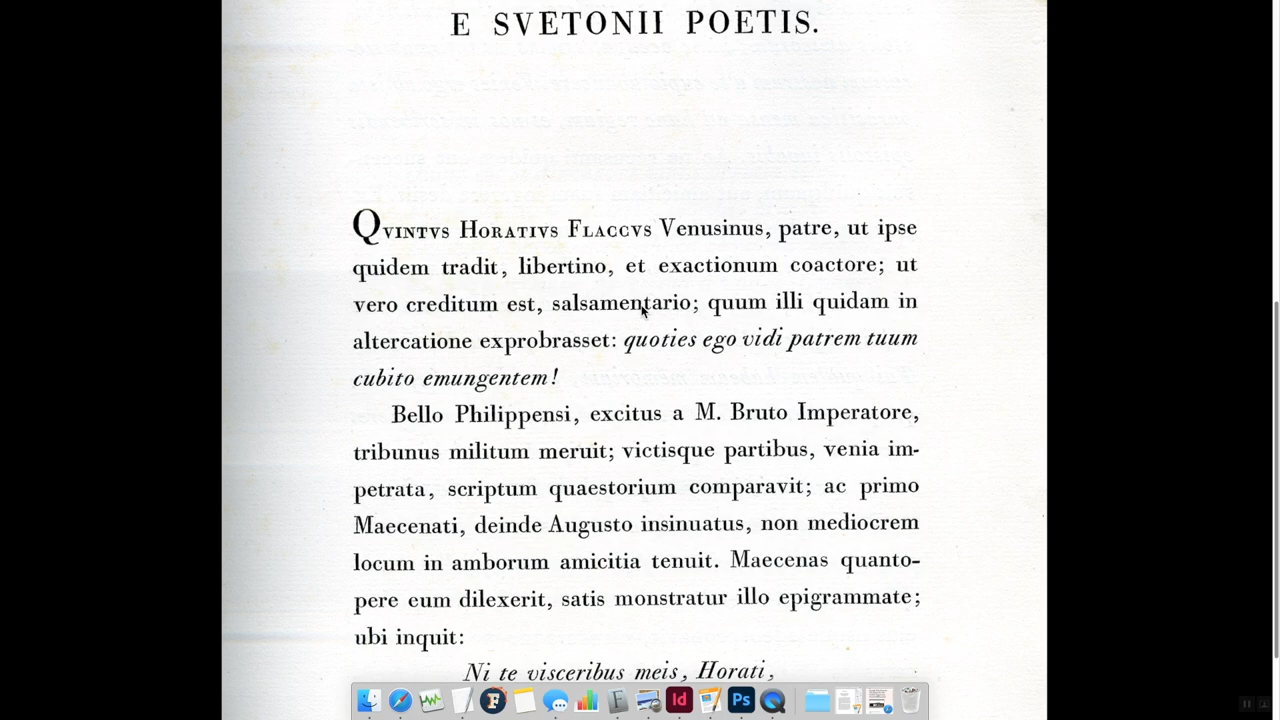 E SVETONII POETIS.
QVINTVS HORATIVS FLACCVS Venusinus, patre, ut ipse
quidem tradit, libertino, et exactionum coactore; ut
vero creditum est, salsamentario; quum illi quidam in
altercatione exprobrasset: quoties ego vidi patrem tuum
cubito emungentem!
Bello Philippensi, excitus a M. Bruto Imperatore,
tribunus militum meruit; victisque partibus, venia im-
petrata, scriptum quaestorium comparavit; ac primo
Maecenati, deinde Augusto insinuatus, non mediocrem
locum in amborum amicitia tenuit. Maecenas quanto-
pere eum dilexerit, satis monstratur illo epigrammate;
ubi inquit:
Ni te visceribus meis, Horati,
F
F
Id
Ps